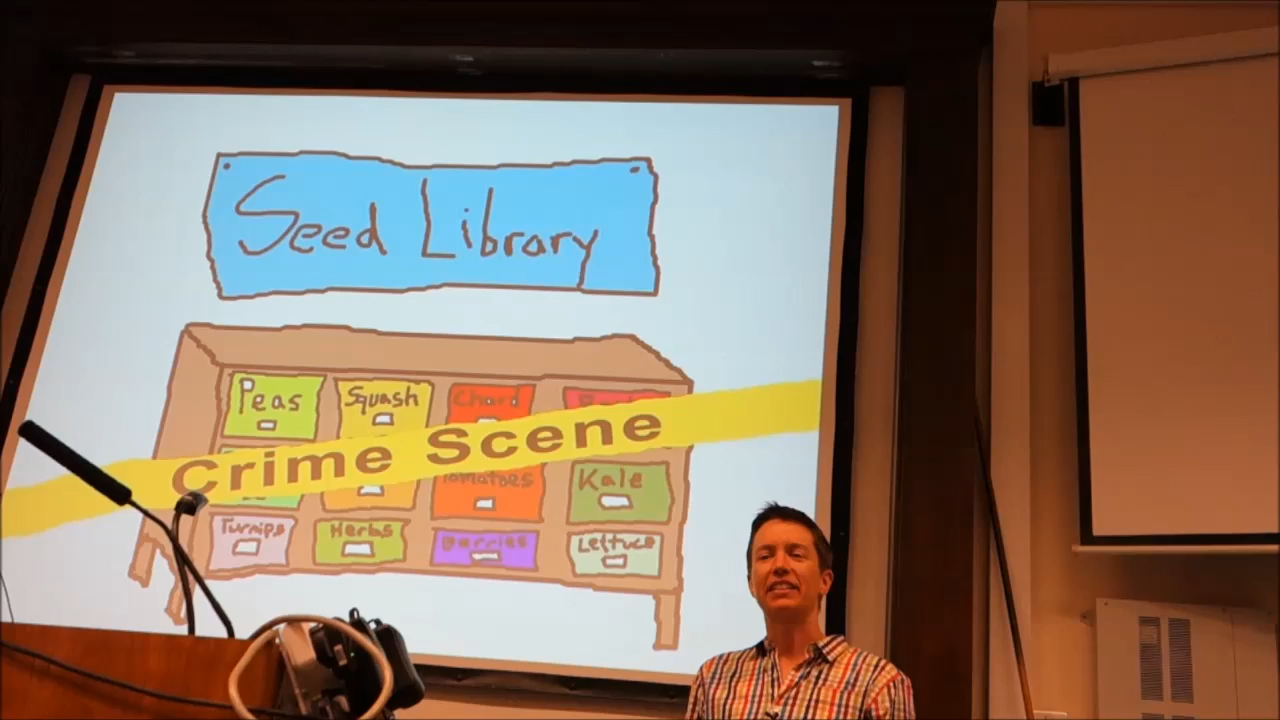 Seed Library
Peas Squash Chard
Crime Scene
Tomatoes Kale
Turnips Herbs Berries Lettuce